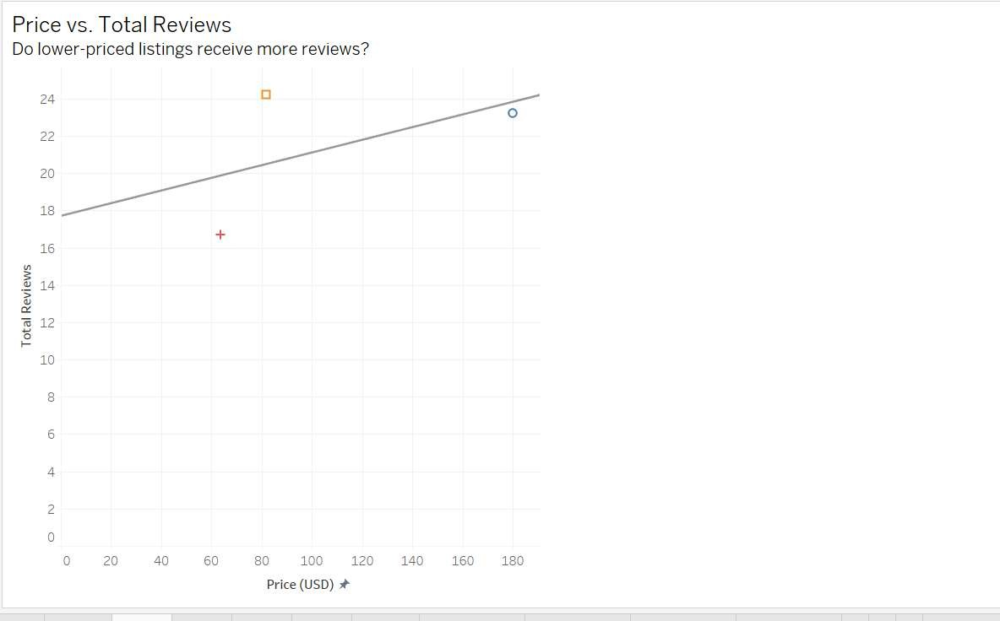 Price vs. Total Reviews
Do lower-priced listings receive more reviews?
24
22
20
18
16
14
12
10
8
6
4
2
0
Total Reviews
0 20 40 60 80 100 120 140 160 180
Price (USD)